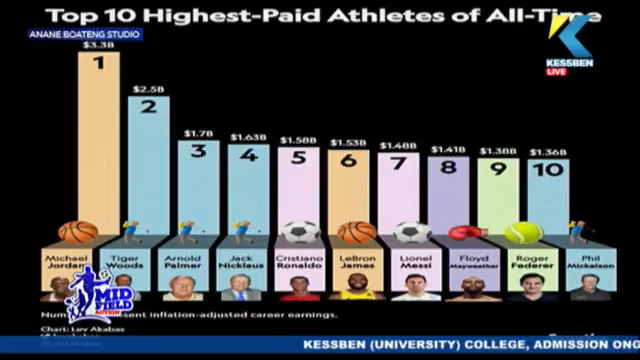 Top 10 Highest-Paid Athletes of All-Time
ANANE BOATENG STUDIO
KESSBEN
LIVE
$3.3B
$2.5B
$1.7B
$1.63B
$1.58B
$1.53B
$1.48B
$1.41B
$1.38B
$1.36B
1
2
3
4
5
6
7
8
9
10
Michael Jordan
Tiger Woods
Arnold Palmer
Jack Nicklaus
Cristiano Ronaldo
LeBron James
Lionel Messi
Floyd Mayweather
Roger Federer
Phil Mickelson
MID
FIELD
ACTION
sent inflation-adjusted career earnings.
Chart: Lev Akabas
KESSBEN (UNIVERSITY) COLLEGE, ADMISSION ONG